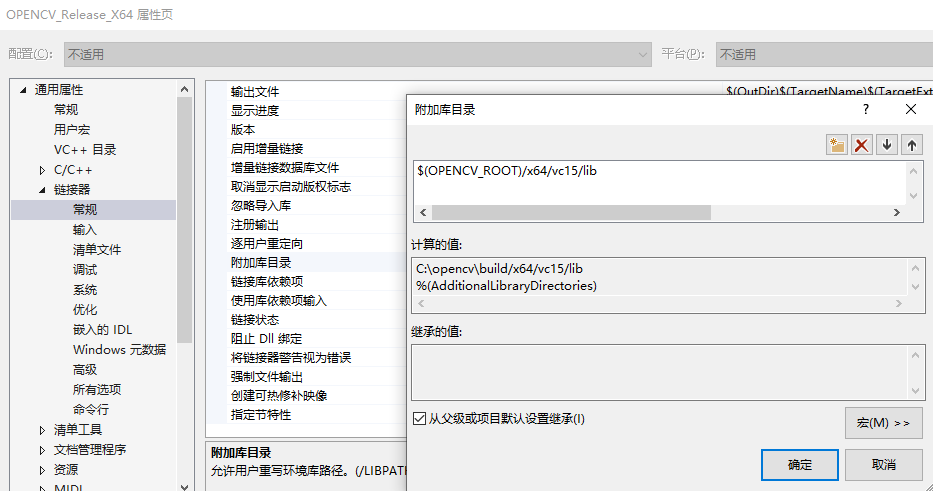 OPENCV_Release_X64 属性页
配置(C):
不适用
平台(P):
不适用
通用属性
常规
用户宏
VC++ 目录
C/C++
链接器
常规
输入
清单文件
调试
系统
优化
嵌入的 IDL
Windows 元数据
高级
所有选项
命令行
清单工具
文档管理程序
资源
MIDL
输出文件
$(OutDir)$(TargetName)$(TargetExt
显示进度
版本
启用增量链接
增量链接数据库文件
取消显示启动版权标志
忽略导入库
注册输出
逐用户重定向
附加库目录
链接库依赖项
使用库依赖项输入
链接状态
阻止 Dll 绑定
将链接器警告视为错误
强制文件输出
创建可热修补映像
指定节特性
附加库目录
允许用户重写环境库路径。(/LIBPATH
附加库目录
?
$(OPENCV_ROOT)/x64/vc15/lib
计算的值:
C:\opencv\build/x64/vc15/lib
%(AdditionalLibraryDirectories)
继承的值:
从父级或项目默认设置继承(I)
宏(M) >>
确定
取消